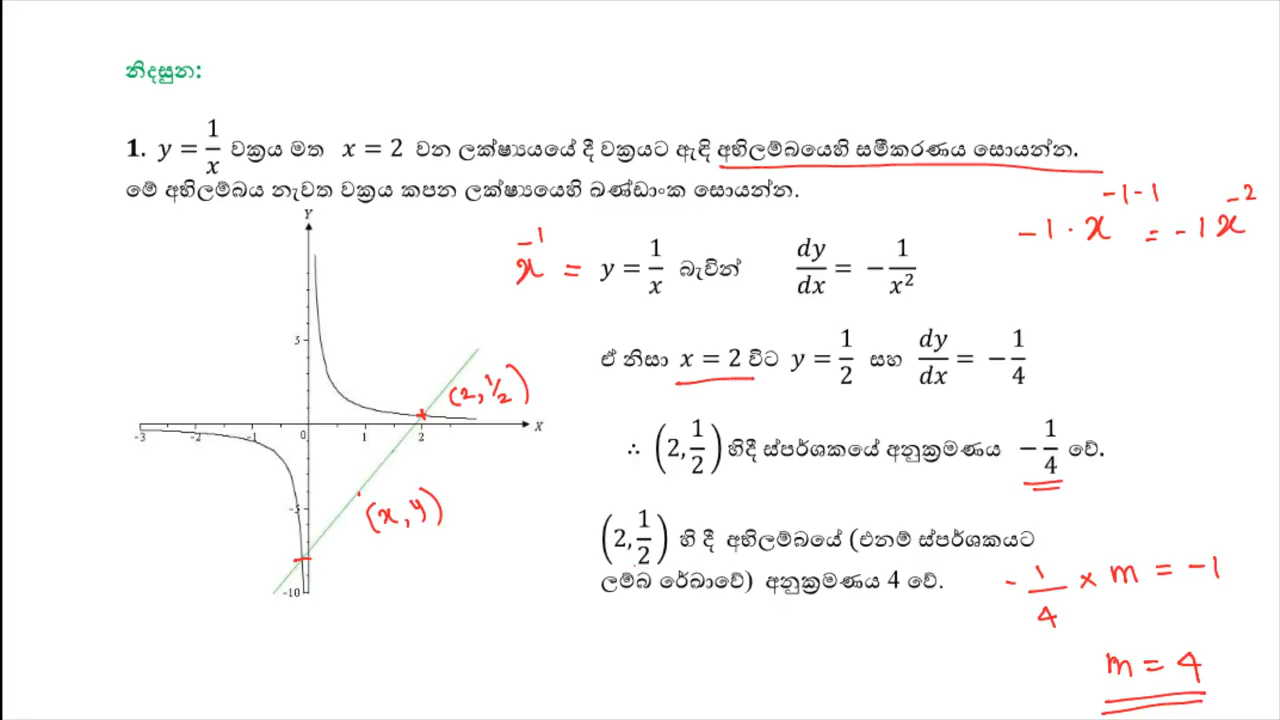 නිදසුන:
1. y = 1/x වක්‍රය මත x = 2 වන ලක්ෂ්‍යයයේ දී වක්‍රයට ඇඳි අභිලම්බයෙහි සමීකරණය සොයන්න.
මේ අභිලම්බය නැවත වක්‍රය කපන ලක්ෂ්‍යයෙහි ඛණ්ඩාංක සොයන්න.
-1 · x^(-1-1) = -1x^(-2)
x^(-1) = y = 1/x බැවින් dy/dx = -1/x²
ඒ නිසා x = 2 විට y = 1/2 සහ dy/dx = -1/4
∴ (2, 1/2) හිදී ස්පර්ශකයේ අනුක්‍රමණය -1/4 වේ.
(2, 1/2) හි දී අභිලම්බයේ (එනම් ස්පර්ශකයට
ලම්බ රේඛාවේ) අනුක්‍රමණය 4 වේ.
-1/4 × m = -1
m = 4
Y
5
(2, 1/2)
-3 -2 -1 0 1 2 X
-5
(x, y)
-10